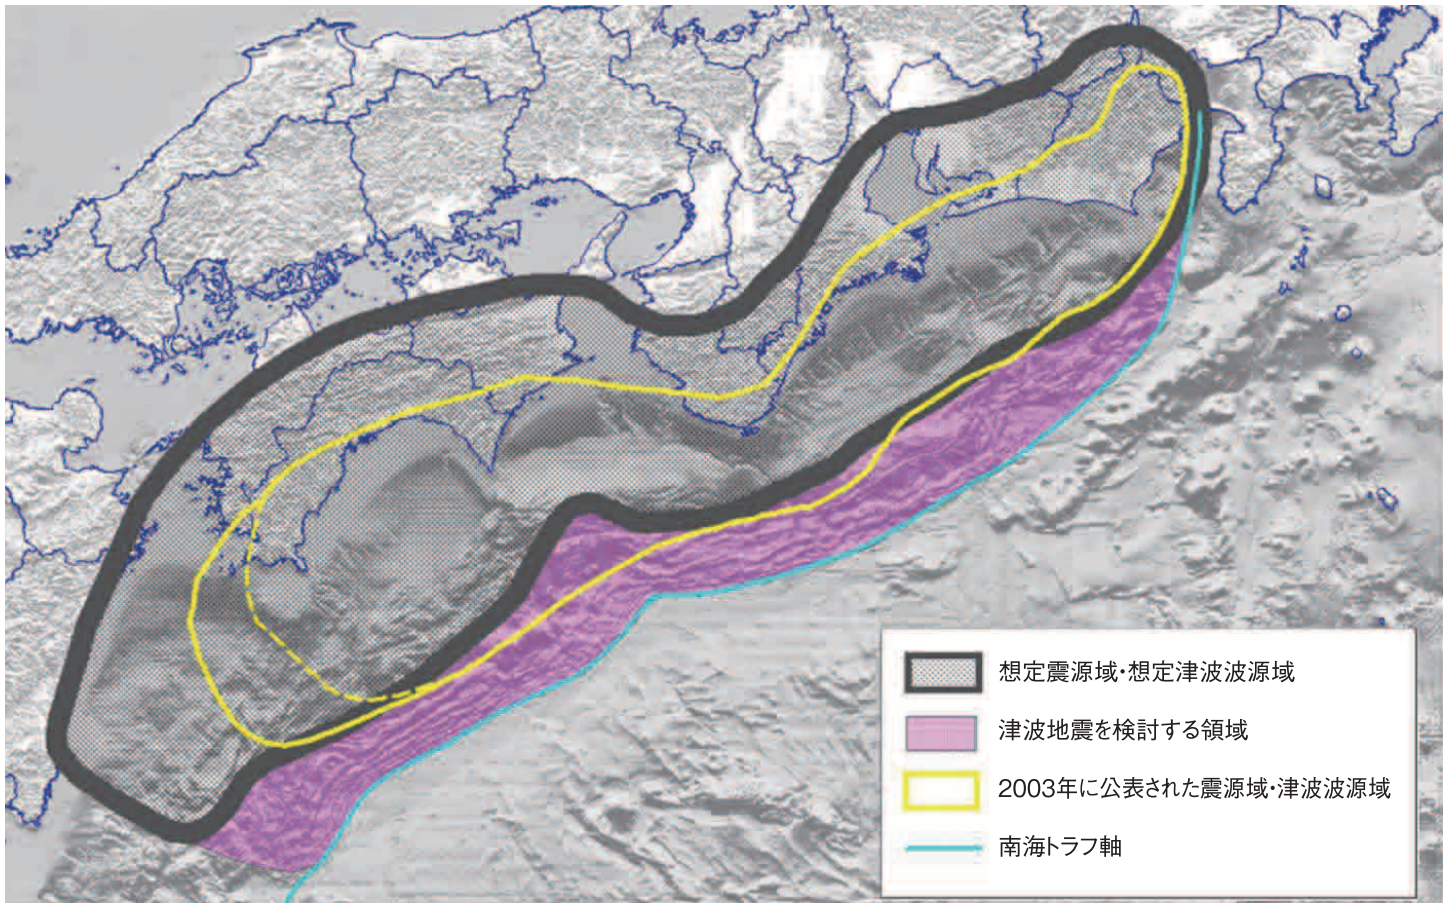 想定震源域・想定津波波源域
津波地震を検討する領域
2003年に公表された震源域・津波波源域
南海トラフ軸